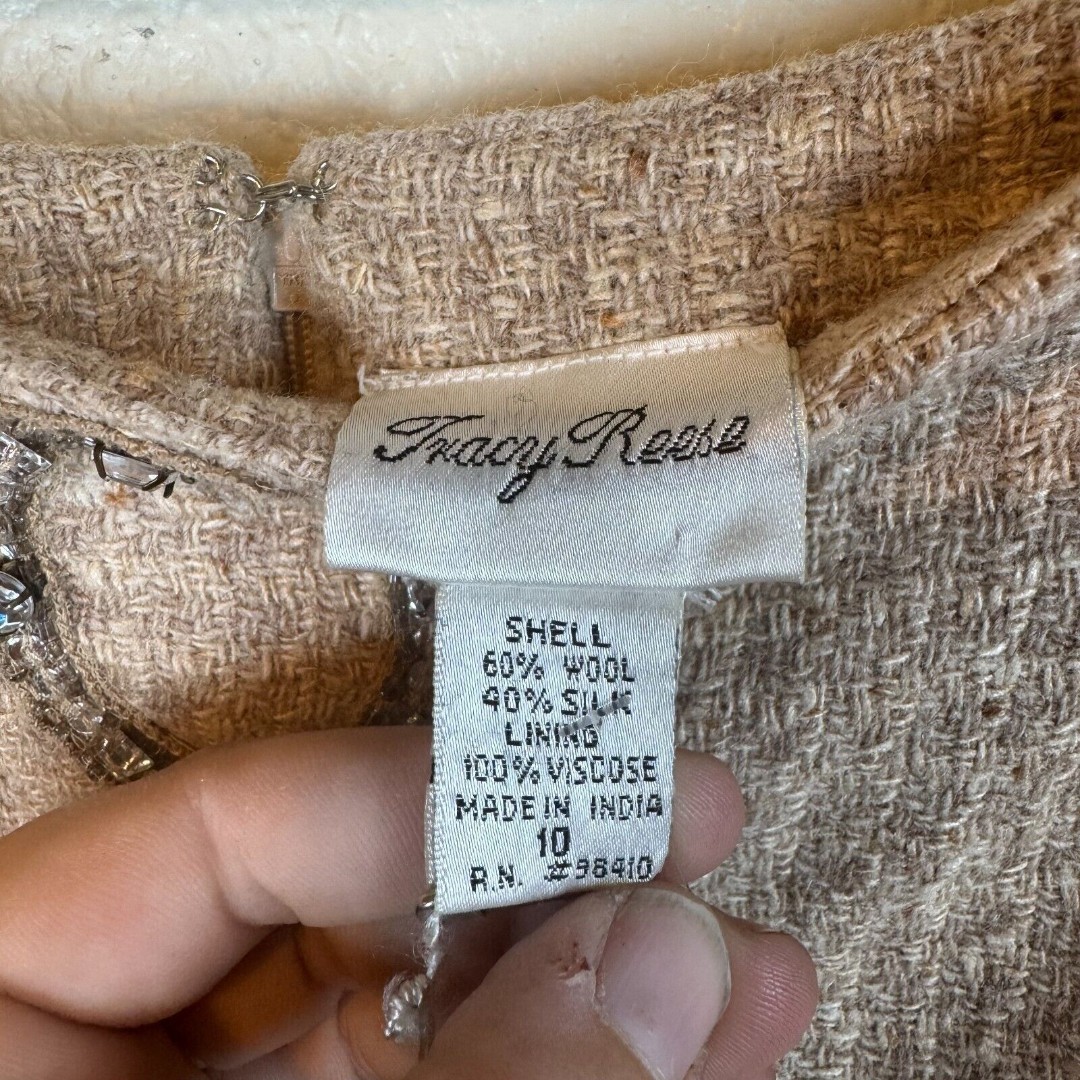 Tracy Reese
SHELL
60% WOOL
40% SILK
LINING
100% VISCOSE
MADE IN INDIA
10
R.N. #98410